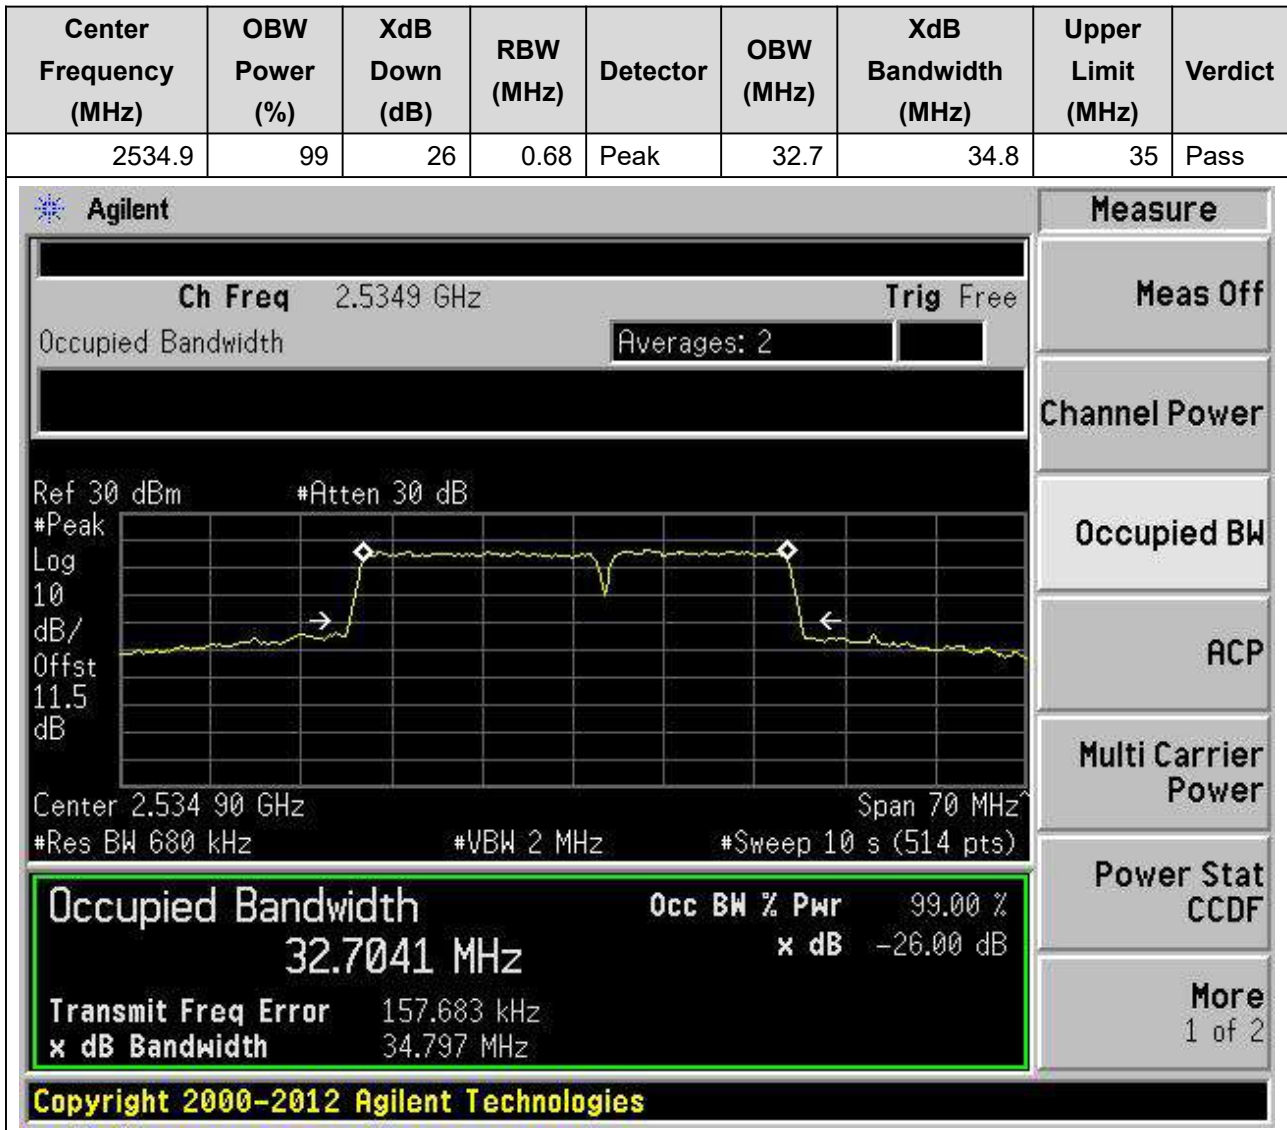 Center Frequency (MHz) OBW Power (%) XdB Down (dB) RBW (MHz) Detector OBW (MHz) XdB Bandwidth (MHz) Upper Limit (MHz) Verdict
2534.9 99 26 0.68 Peak 32.7 34.8 35 Pass
Agilent
Measure
Ch Freq 2.5349 GHz Trig Free
Meas Off
Occupied Bandwidth Averages: 2
Channel Power
Ref 30 dBm #Atten 30 dB
#Peak
Log
10
dB/
Offst
11.5
dB
Occupied BW
ACP
Multi Carrier
Power
Center 2.534 90 GHz Span 70 MHz^
#Res BW 680 kHz #VBW 2 MHz #Sweep 10 s (514 pts)
Power Stat
CCDF
Occupied Bandwidth Occ BW % Pwr 99.00 %
32.7041 MHz x dB -26.00 dB
Transmit Freq Error 157.683 kHz
x dB Bandwidth 34.797 MHz
More
1 of 2
Copyright 2000-2012 Agilent Technologies